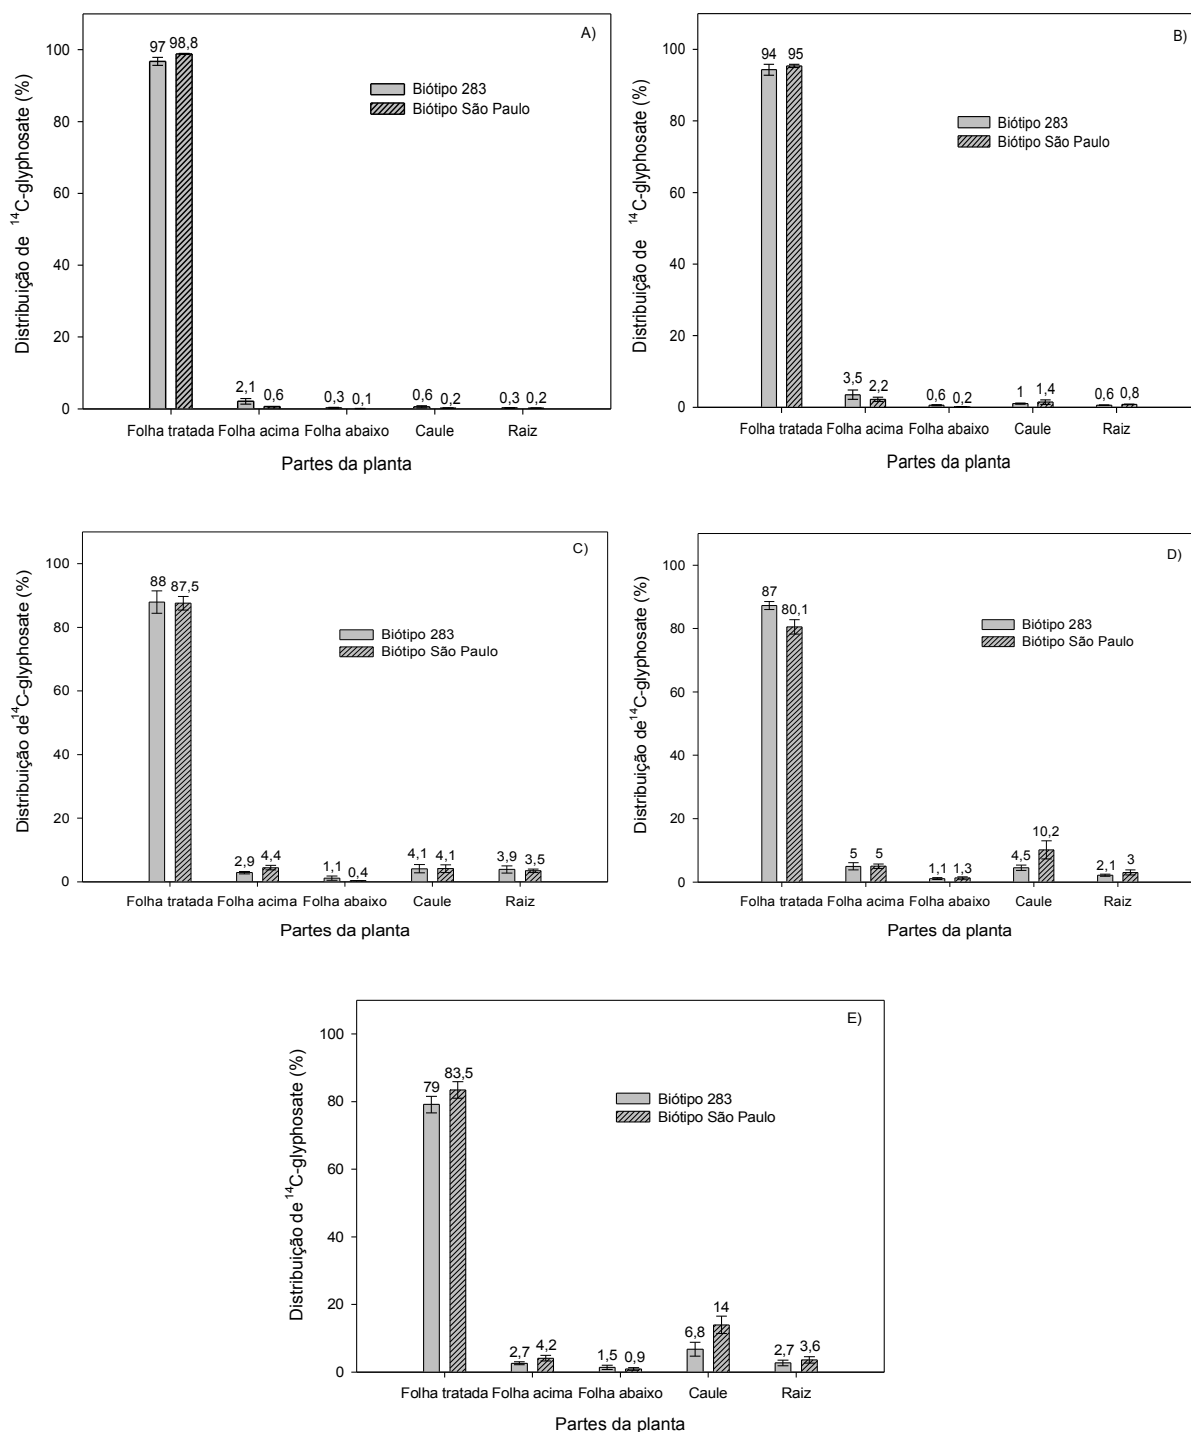 A)
97 98,8
Biótipo 283
Biótipo São Paulo
Distribuição de ¹⁴C-glyphosate (%)
100
80
60
40
20
0
2,1 0,6 0,3 0,1 0,6 0,2 0,3 0,2
Folha tratada Folha acima Folha abaixo Caule Raiz
Partes da planta
B)
94 95
Biótipo 283
Biótipo São Paulo
Distribuição de ¹⁴C-glyphosate (%)
100
80
60
40
20
0
3,5 2,2 0,6 0,2 1 1,4 0,6 0,8
Folha tratada Folha acima Folha abaixo Caule Raiz
Partes da planta
C)
88 87,5
Biótipo 283
Biótipo São Paulo
Distribuição de¹⁴C-glyphosate (%)
100
80
60
40
20
0
2,9 4,4 1,1 0,4 4,1 4,1 3,9 3,5
Folha tratada Folha acima Folha abaixo Caule Raiz
Partes da planta
D)
87 80,1
Biótipo 283
Biótipo São Paulo
Distribuição de¹⁴C-glyphosate (%)
100
80
60
40
20
0
5 5 1,1 1,3 4,5 10,2 2,1 3
Folha tratada Folha acima Folha abaixo Caule Raiz
Partes da planta
E)
79 83,5
Biótipo 283
Biótipo São Paulo
Distribuição de ¹⁴C-glyphosate (%)
100
80
60
40
20
0
2,7 4,2 1,5 0,9 6,8 14 2,7 3,6
Folha tratada Folha acima Folha abaixo Caule Raiz
Partes da planta